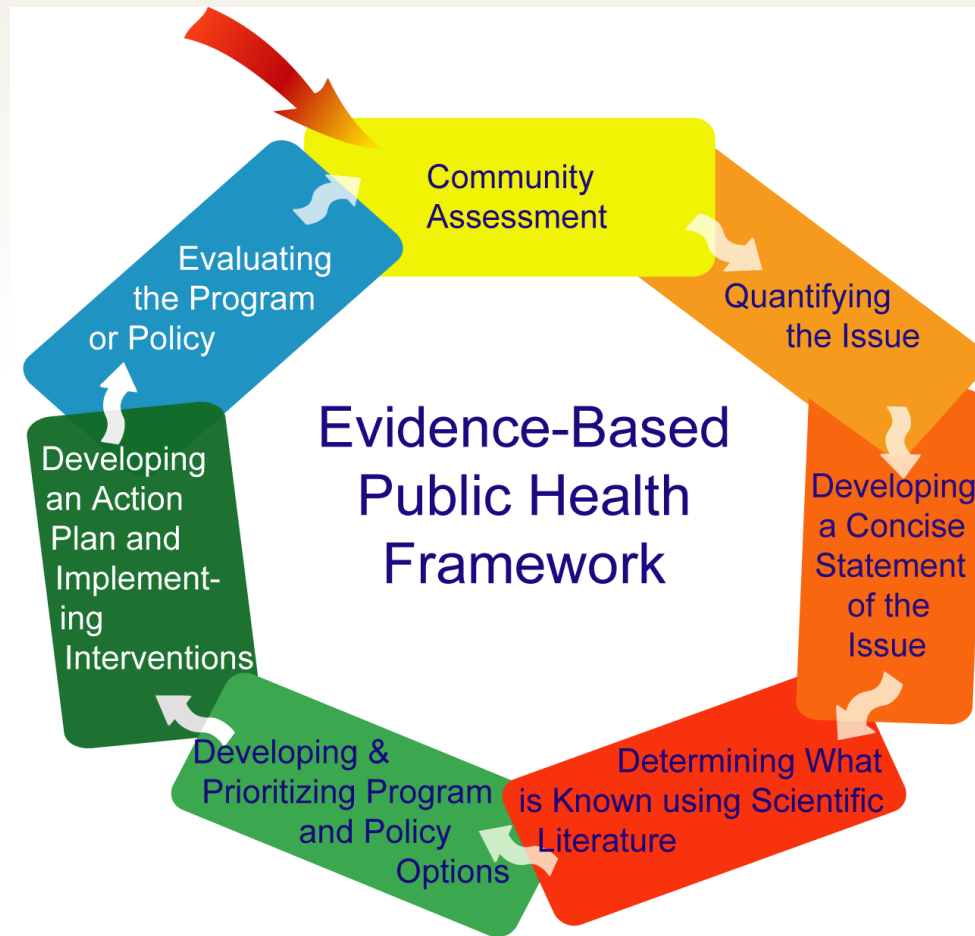 Community
Assessment
Quantifying
the Issue
Developing
a Concise
Statement
of the
Issue
Determining What
is Known using Scientific
Literature
Developing &
Prioritizing Program
and Policy
Options
Developing
an Action
Plan and
Implement-
ing
Interventions
Evaluating
the Program
or Policy
Evidence-Based
Public Health
Framework